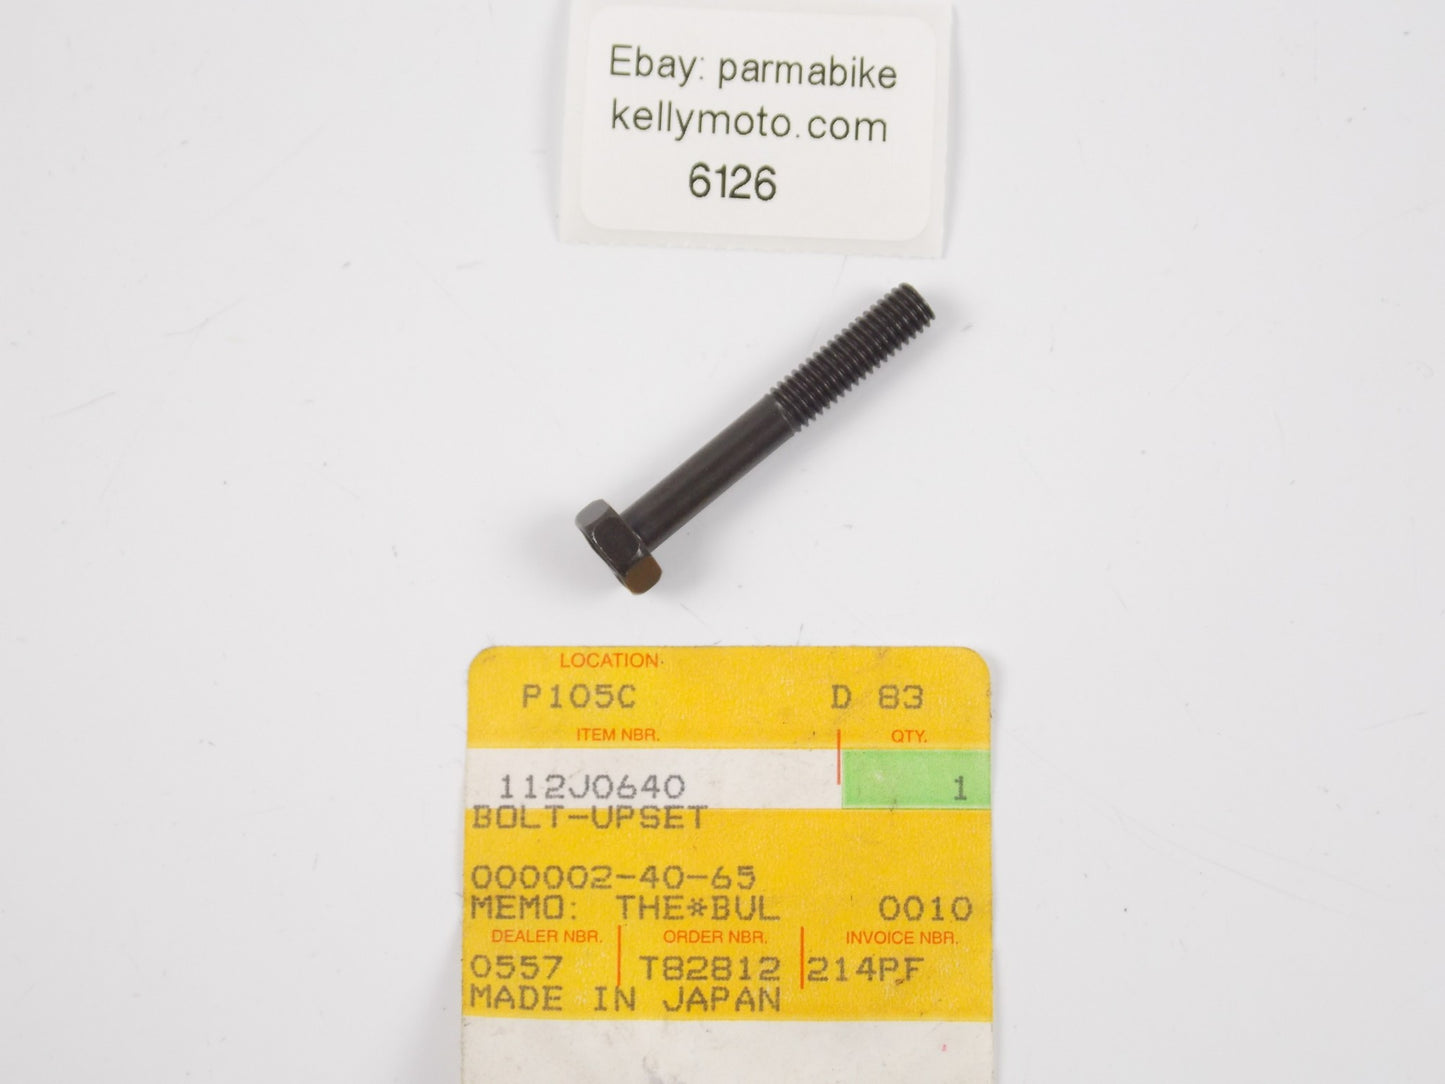 Ebay: parmabike
kellymoto.com
6126
LOCATION
P105C D 83
ITEM NBR. QTY.
112J0640 1
BOLT-UPSET
000002-40-65
MEMO: THE*BUL 0010
DEALER NBR. ORDER NBR. INVOICE NBR.
0557 T82812 214PF
MADE IN JAPAN